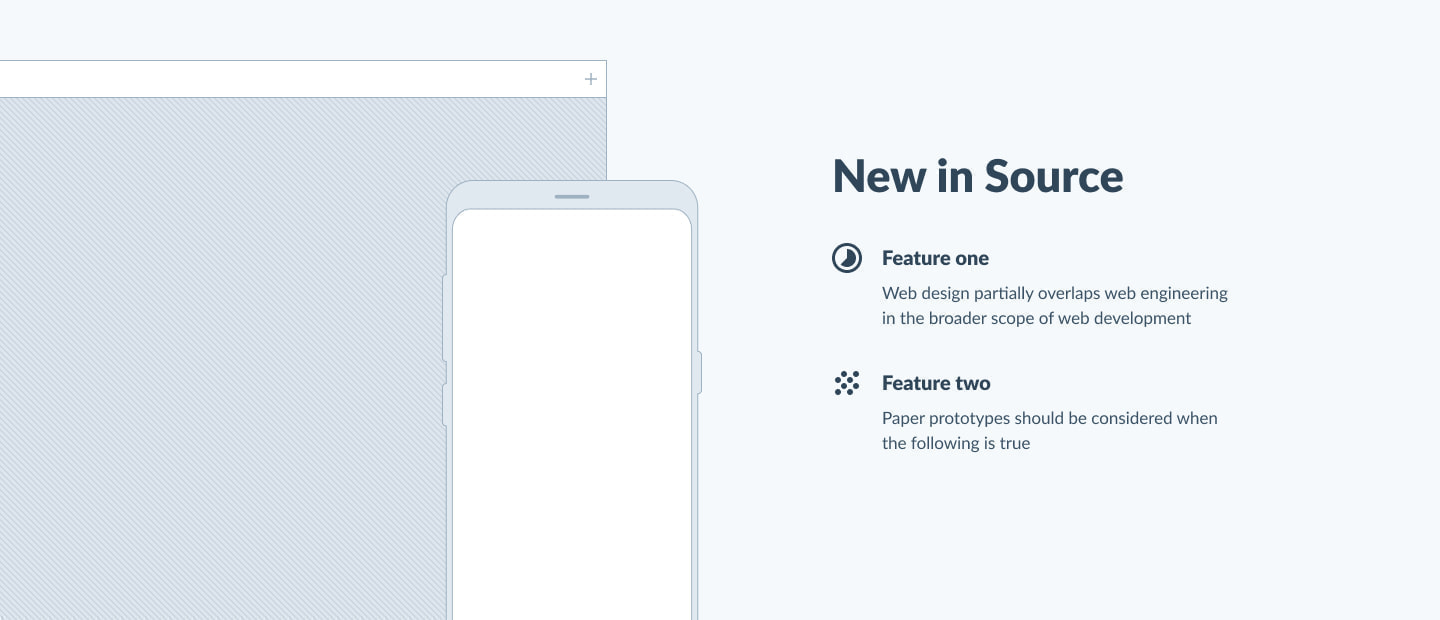 New in Source
Feature one
Web design partially overlaps web engineering
in the broader scope of web development
Feature two
Paper prototypes should be considered when
the following is true